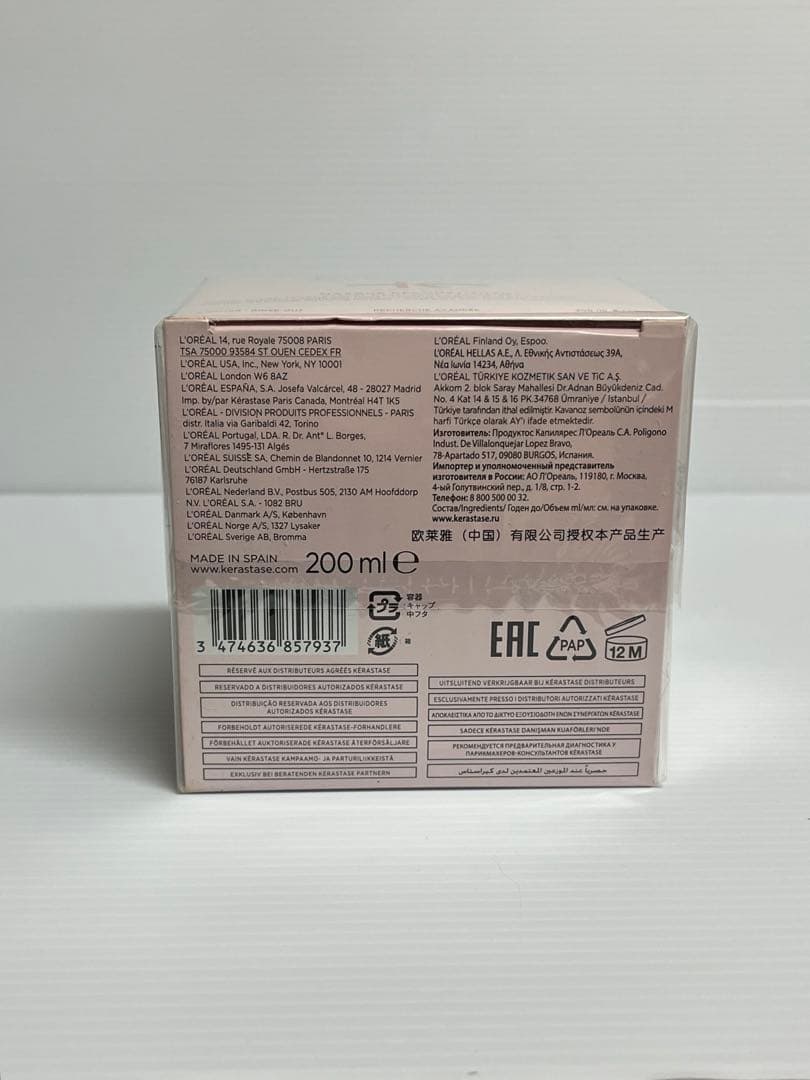 L'ORÉAL 14, rue Royale 75008 PARIS
TSA 75000 93584 ST OUEN CEDEX FR
L'ORÉAL USA, Inc., New York, NY 10001
L'ORÉAL London W6 8AZ
L'ORÉAL ESPAÑA, S.A. Josefa Valcárcel, 48 - 28027 Madrid
Imp. by/par Kérastase Paris Canada, Montréal H4T 1K5
L'ORÉAL - DIVISION PRODUITS PROFESSIONNELS - PARIS
distr. Italia via Garibaldi 42, Torino
L'ORÉAL Portugal, LDA. R. Dr. Antº L. Borges,
7 Miraflores 1495-131 Algés
L'ORÉAL SUISSE SA, Chemin de Blandonnet 10, 1214 Vernier
L'ORÉAL Deutschland GmbH - Hertzstraße 175
76187 Karlsruhe
L'ORÉAL Nederland B.V., Postbus 505, 2130 AM Hoofddorp
N.V. L'ORÉAL S.A. - 1082 BRU
L'ORÉAL Danmark A/S, København
L'ORÉAL Norge A/S, 1327 Lysaker
L'ORÉAL Sverige AB, Bromma
MADE IN SPAIN
www.kerastase.com
200 ml ℮
L'ORÉAL Finland Oy, Espoo.
L'ORÉAL HELLAS A.E., Λ. Εθνικής Αντιστάσεως 39Α,
Νέα Ιωνία 14234, Αθήνα
L'ORÉAL TÜRKIYE KOZMETIK SAN VE TİC A.Ş.
Akkom 2. blok Saray Mahallesi Dr.Adnan Büyükdeniz Cad.
No. 4 Kat 14 & 15 & 16 PK.34768 Ümraniye / Istanbul /
Türkiye tarafından ithal edilmiştir. Kavanoz sembolünün içindeki M
harfi Türkçe olarak AY'ı ifade etmektedir.
Изготовитель: Продуктос Капилярес Л'Ореаль С.А. Poligono
Indust. De Villalonquejar Lopez Bravo,
78-Apartado 517, 09080 BURGOS, Испания.
Импортер и уполномоченный представитель
изготовителя в России: АО Л'Ореаль, 119180, г. Москва,
4-ый Голутвинский пер., д. 1/8, стр. 1-2.
Телефон: 8 800 500 00 32.
Состав/Ingredients/ Годен до/Объем ml/мл: см. на упаковке.
www.kerastase.ru
欧莱雅（中国）有限公司授权本产品生产
3 474636 857937
プラ
容器
キャップ
中フタ
紙
箱
EAC
PAP
12 M
RÉSERVÉ AUX DISTRIBUTEURS AGRÉÉS KÉRASTASE
RESERVADO A DISTRIBUIDORES AUTORIZADOS KÉRASTASE
DISTRIBUIÇÃO RESERVADA AOS DISTRIBUIDORES
AUTORIZADOS KÉRASTASE
FORBEHOLDT AUTORISEREDE KÉRASTASE-FORHANDLERE
FÖRBEHÅLLET AUKTORISERADE KÉRASTASE ÅTERFÖRSÄLJARE
VAIN KÉRASTASE KAMPAAMO- JA PARTURILIIKKEISTÄ
EXKLUSIV BEI BERATENDEN KÉRASTASE PARTNERN
UITSLUITEND VERKRIJGBAAR BIJ KÉRASTASE DISTRIBUTEURS
ESCLUSIVAMENTE PRESSO I DISTRIBUTORI AUTORIZZATI KÉRASTASE
ΑΠΟΚΛΕΙΣΤΙΚΑ ΑΠΟ ΤΟ ΔΙΚΤΥΟ ΕΞΟΥΣΙΟΔΟΤΗΜΕΝΩΝ ΣΥΝΕΡΓΑΤΩΝ KÉRASTASE
SADECE KÉRASTASE DANIŞMAN KUAFÖRLERİ'NDE
РЕКОМЕНДУЕТСЯ ПРЕДВАРИТЕЛЬНАЯ ДИАГНОСТИКА У
ПАРИКМАХЕРОВ-КОНСУЛЬТАНТОВ KÉRASTASE
حصرياً عند الموزعين المعتمدين لدى كيراستاس